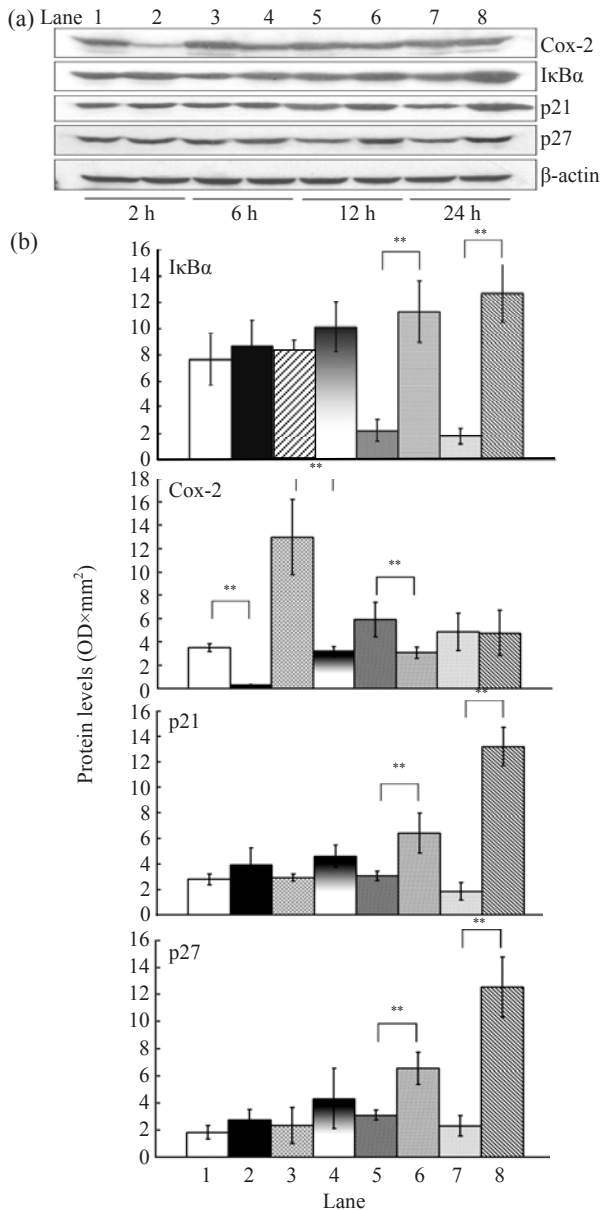 (a) Lane 1 2 3 4 5 6 7 8
Cox-2
IκBα
p21
p27
β-actin
2 h 6 h 12 h 24 h
(b)
Protein levels (OD×mm²)
IκBα
16
14
12
10
8
6
4
2
0
** **
Cox-2
18
16
14
12
10
8
6
4
2
0
** ** **
p21
16
14
12
10
8
6
4
2
0
** **
p27
16
14
12
10
8
6
4
2
0
** **
1 2 3 4 5 6 7 8
Lane